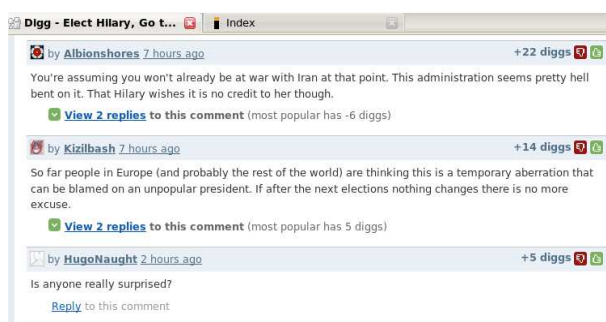 Digg - Elect Hilary, Go t... Index
by Albionshores 7 hours ago +22 diggs
You're assuming you won't already be at war with Iran at that point. This administration seems pretty hell
bent on it. That Hilary wishes it is no credit to her though.
View 2 replies to this comment (most popular has -6 diggs)
by Kizilbash 7 hours ago +14 diggs
So far people in Europe (and probably the rest of the world) are thinking this is a temporary aberration that
can be blamed on an unpopular president. If after the next elections nothing changes there is no more
excuse.
View 2 replies to this comment (most popular has 5 diggs)
by HugoNaught 2 hours ago +5 diggs
Is anyone really surprised?
Reply to this comment